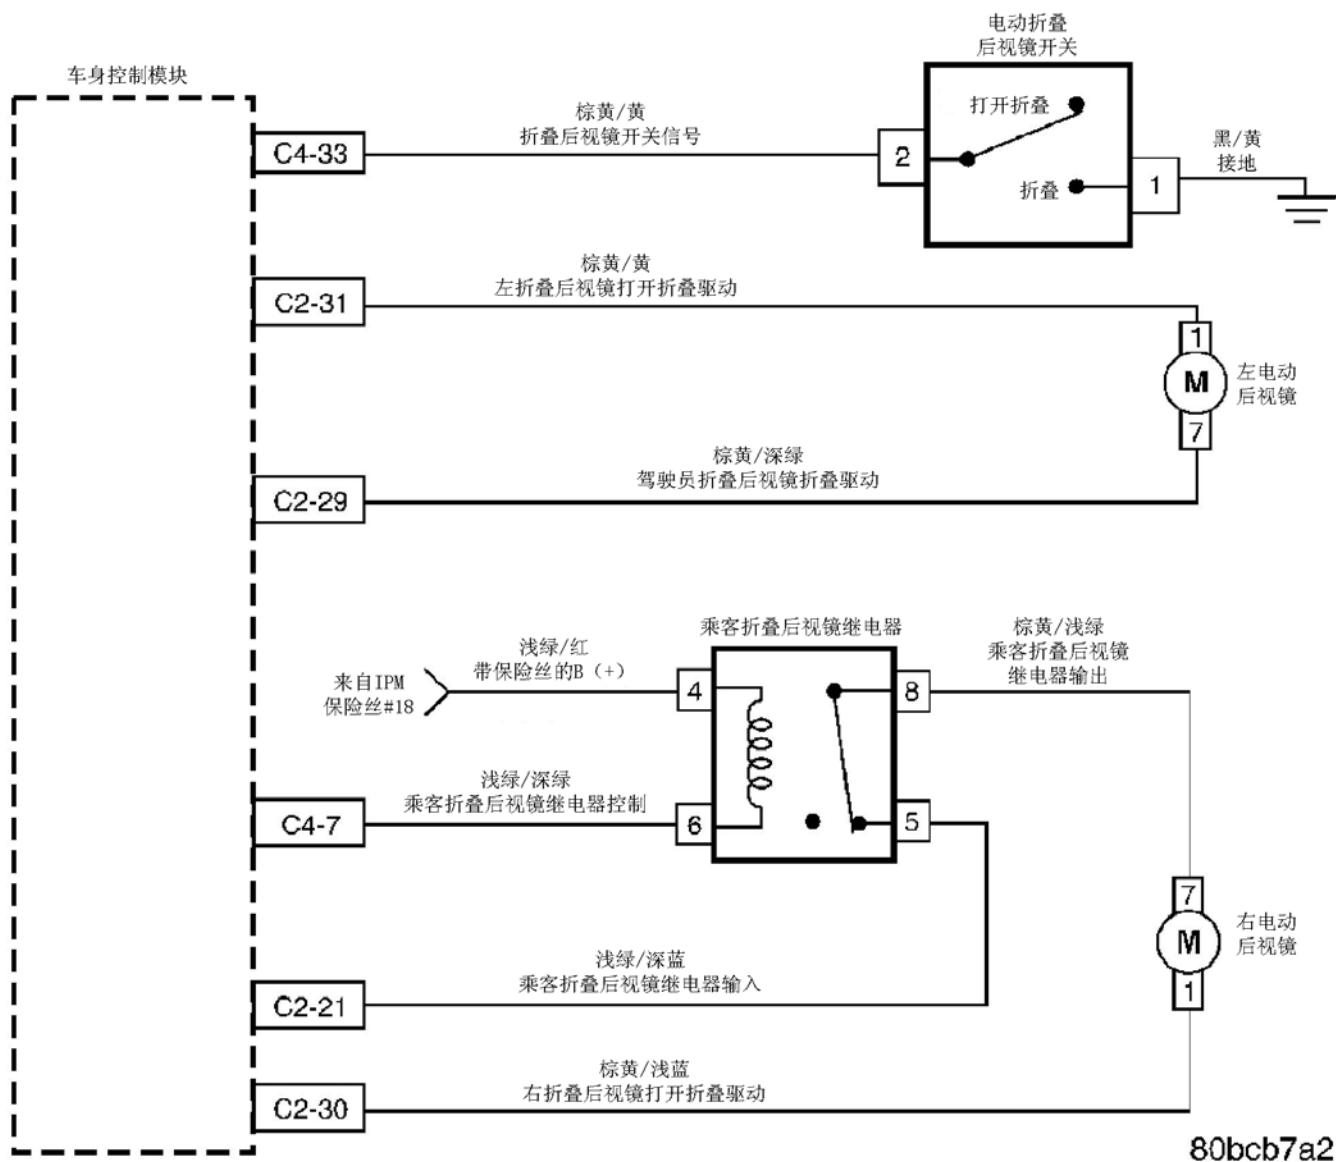 电动折叠
后视镜开关
车身控制模块
棕黄/黄
折叠后视镜开关信号
C4-33
2
打开折叠
折叠
1
黑/黄
接地
棕黄/黄
左折叠后视镜打开折叠驱动
C2-31
1
M
7
左电动
后视镜
棕黄/深绿
驾驶员折叠后视镜折叠驱动
C2-29
乘客折叠后视镜继电器
浅绿/红
带保险丝的B（+）
来自IPM
保险丝#18
4
8
棕黄/浅绿
乘客折叠后视镜
继电器输出
浅绿/深绿
乘客折叠后视镜继电器控制
C4-7
6
5
7
M
1
右电动
后视镜
浅绿/深蓝
乘客折叠后视镜继电器输入
C2-21
棕黄/浅蓝
右折叠后视镜打开折叠驱动
C2-30
80bcb7a2